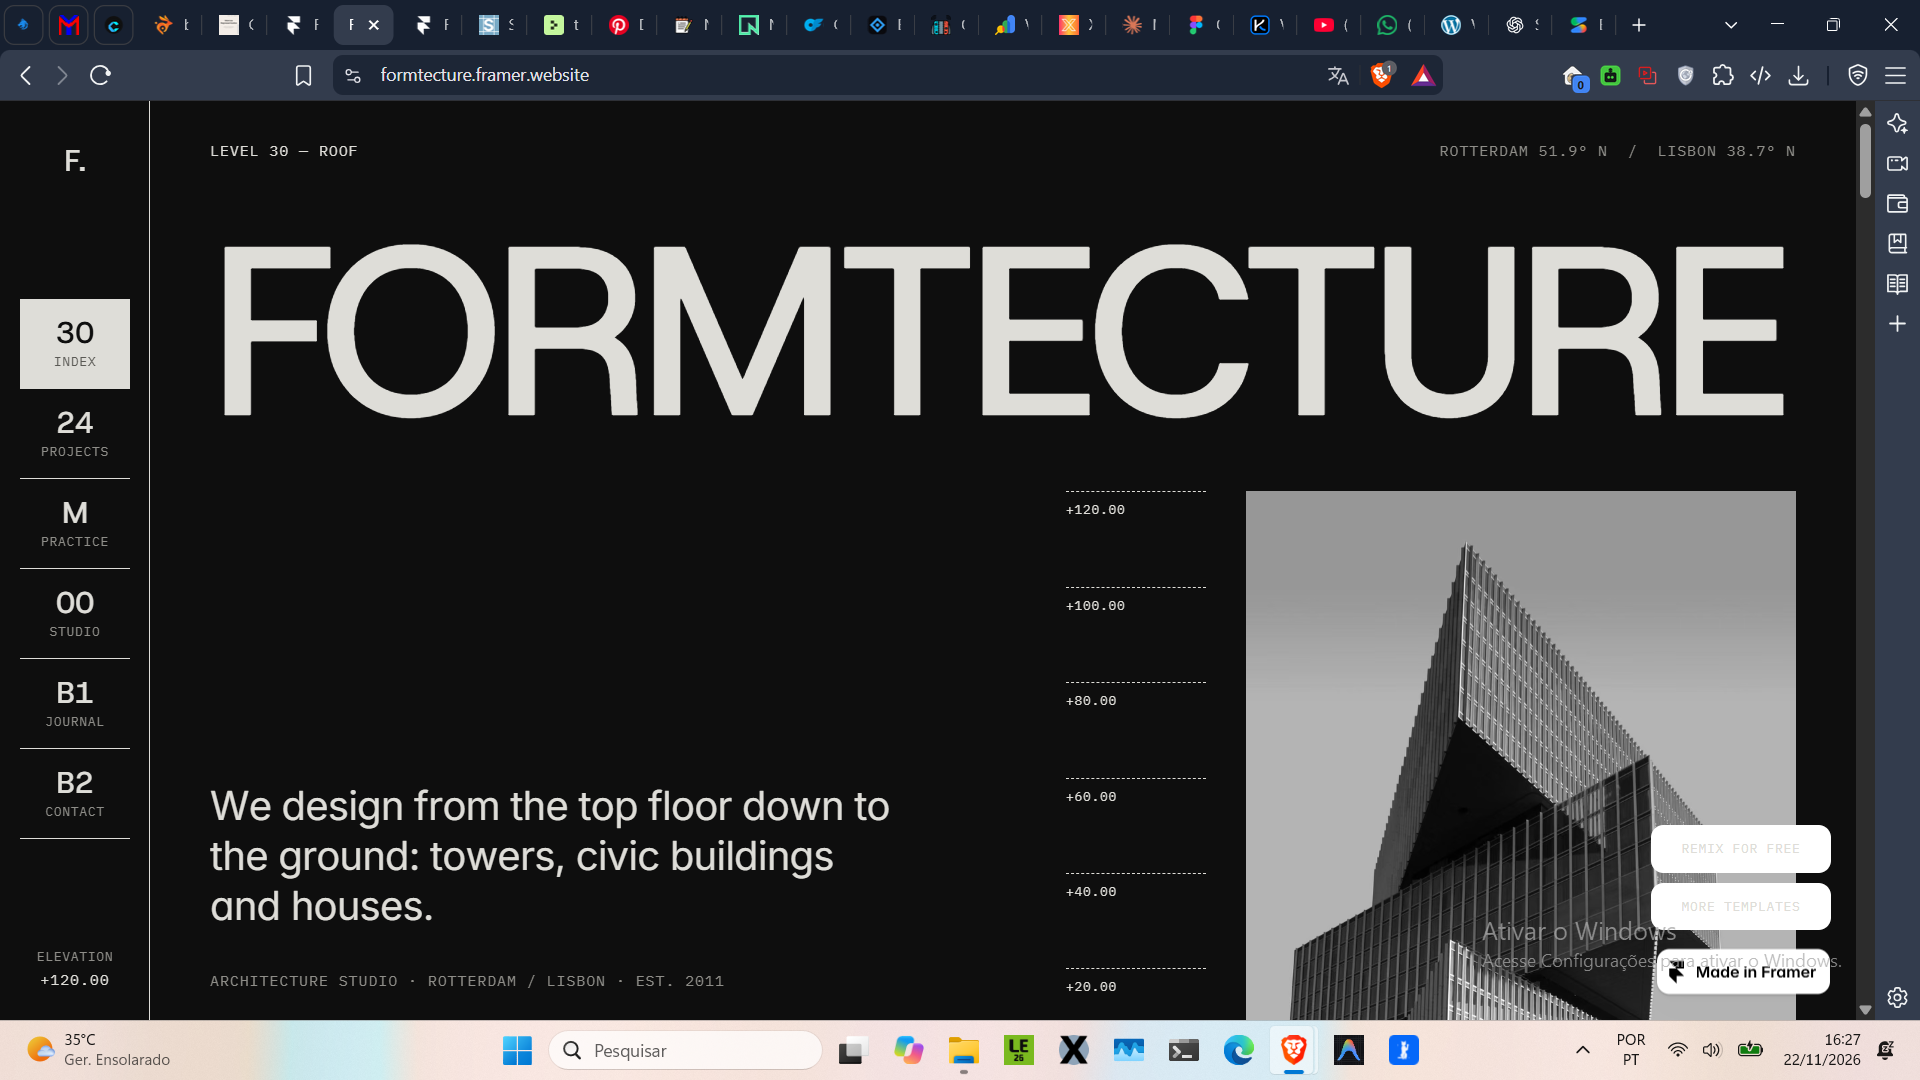 formtecture.framer.website
1
0
F.
LEVEL 30 — ROOF
ROTTERDAM 51.9° N / LISBON 38.7° N
FORMTECTURE
30
INDEX
24
PROJECTS
M
PRACTICE
00
STUDIO
B1
JOURNAL
B2
CONTACT
ELEVATION
+120.00
+120.00
+100.00
+80.00
+60.00
+40.00
+20.00
We design from the top floor down to
the ground: towers, civic buildings
and houses.
ARCHITECTURE STUDIO · ROTTERDAM / LISBON · EST. 2011
REMIX FOR FREE
MORE TEMPLATES
Ativar o Windows
Acesse Configurações para ativar o Windows.
Made in Framer
35°C
Ger. Ensolarado
Pesquisar
LE
26
POR
PT
16:27
22/11/2026